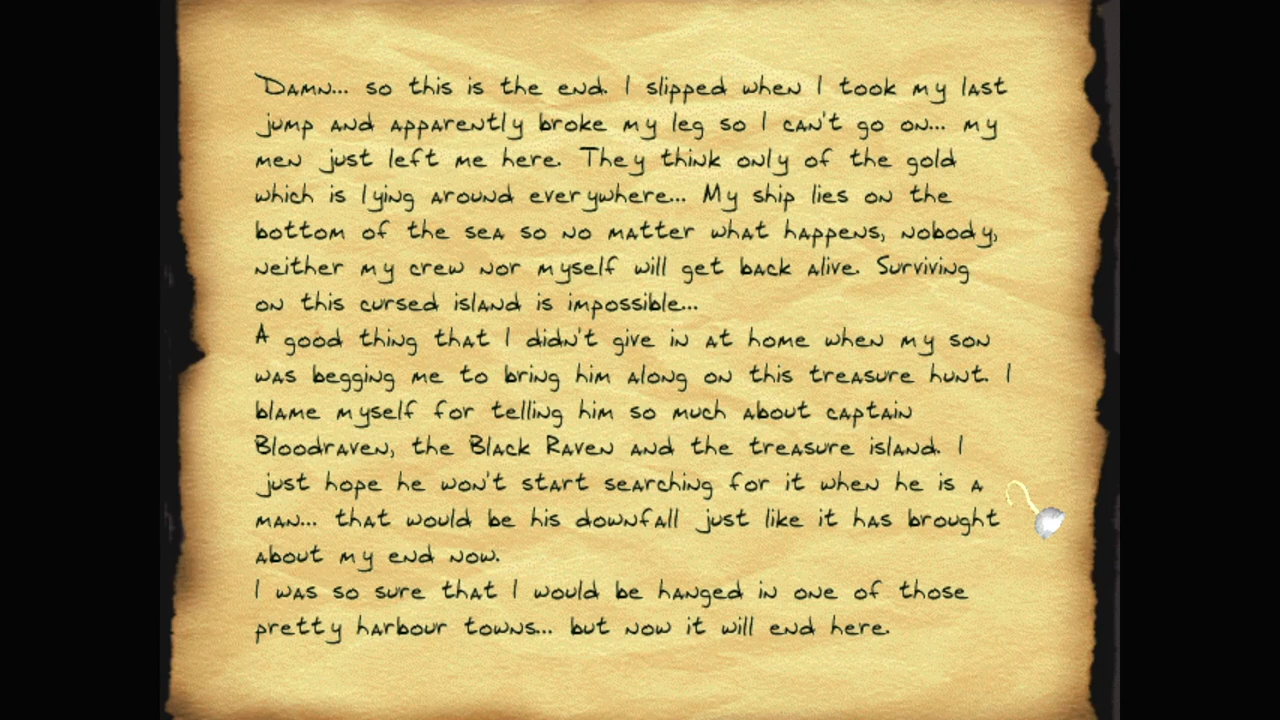 Damn... so this is the end. I slipped when I took my last
jump and apparently broke my leg so I can't go on... my
men just left me here. They think only of the gold
which is lying around everywhere... My ship lies on the
bottom of the sea so no matter what happens, nobody,
neither my crew nor myself will get back alive. Surviving
on this cursed island is impossible...
A good thing that I didn't give in at home when my son
was begging me to bring him along on this treasure hunt. I
blame myself for telling him so much about captain
Bloodraven, the Black Raven and the treasure island. I
just hope he won't start searching for it when he is a
man... that would be his downfall just like it has brought
about my end now.
I was so sure that I would be hanged in one of those
pretty harbour towns... but now it will end here.